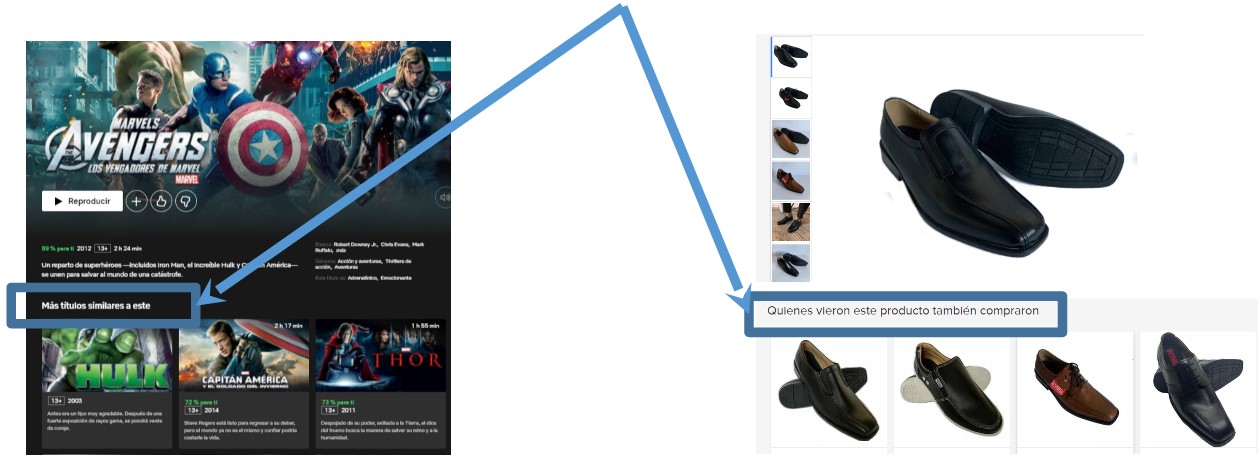 MARVEL'S
AVENGERS
LOS VENGADORES DE MARVEL
MARVEL
Reproducir
89 % para ti 2012 13+ 2 h 24 min
Un reparto de superhéroes —incluidos Iron Man, el Increíble Hulk y Capitán América—
se unen para salvar al mundo de una catástrofe.
Elenco: Robert Downey Jr., Chris Evans, Mark
Ruffalo, más
Géneros: Acción y aventuras, Thrillers de
acción, Aventuras
Este título es: Adrenalínico, Emocionante
Más títulos similares a este
HULK
13+ 2003
Antes era un tipo muy agradable. Después de una
fuerte exposición de rayos gama, se pondrá verde
de coraje.
2 h 17 min
CAPITÁN AMÉRICA
Y EL SOLDADO DEL INVIERNO
72 % para ti
13+ 2014
Steve Rogers está listo para regresar a su deber,
pero el mundo ya no es el mismo y confiar podría
costarle la vida.
1 h 55 min
THOR
73 % para ti
13+ 2011
Despojado de su poder, exiliado a la Tierra, el dios
del trueno busca la manera de salvar su reino y a la
humanidad.
Quienes vieron este producto también compraron